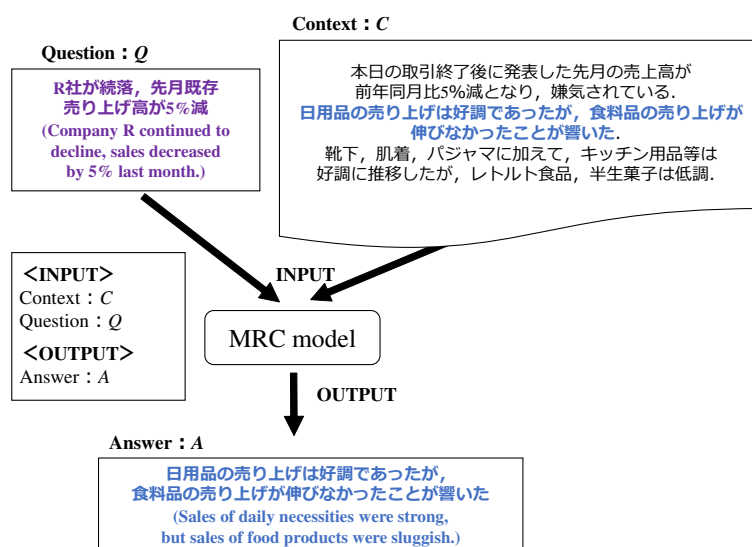 Question：Q
R社が続落，先月既存
売り上げ高が5%減
(Company R continued to
decline, sales decreased
by 5% last month.)
Context：C
本日の取引終了後に発表した先月の売上高が
前年同月比5%減となり，嫌気されている．
日用品の売り上げは好調であったが，食料品の売り上げが
伸びなかったことが響いた．
靴下，肌着，パジャマに加えて，キッチン用品等は
好調に推移したが，レトルト食品，半生菓子は低調．
＜INPUT＞
Context：C
Question：Q
＜OUTPUT＞
Answer：A
INPUT
MRC model
OUTPUT
Answer：A
日用品の売り上げは好調であったが，
食料品の売り上げが伸びなかったことが響いた
(Sales of daily necessities were strong,
but sales of food products were sluggish.)